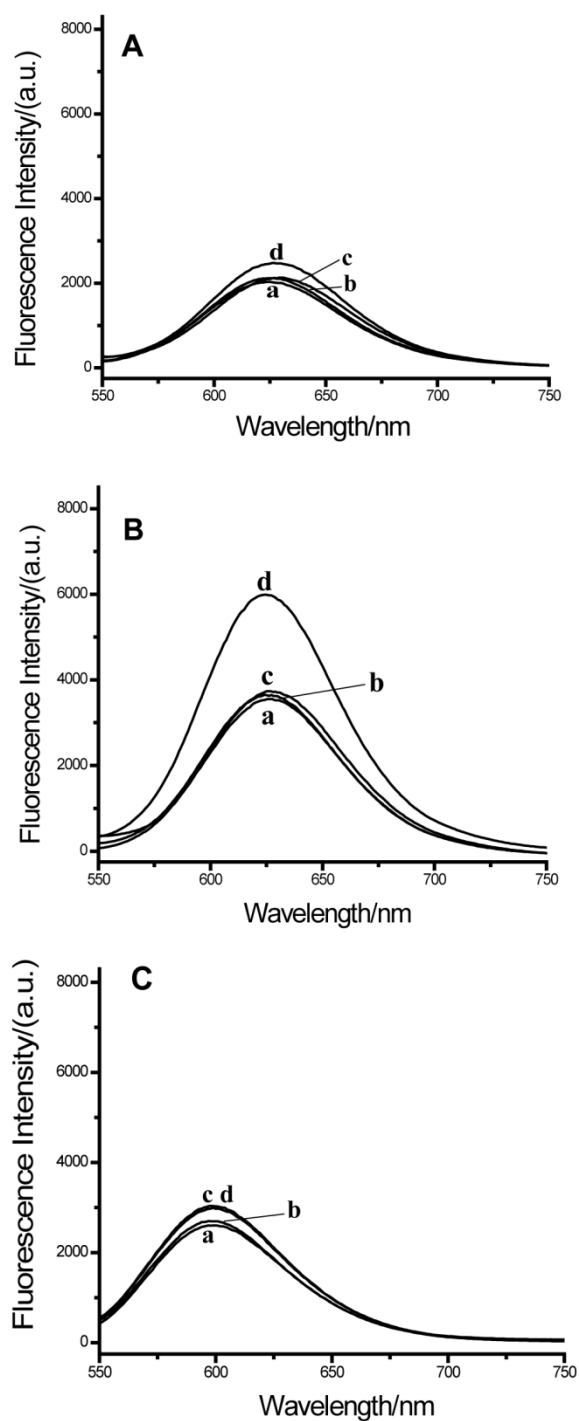 A
Fluorescence Intensity/(a.u.)
8000
6000
4000
2000
0
d
c
b
a
550 600 650 700 750
Wavelength/nm
B
Fluorescence Intensity/(a.u.)
8000
6000
4000
2000
0
d
c
b
a
550 600 650 700 750
Wavelength/nm
C
Fluorescence Intensity/(a.u.)
8000
6000
4000
2000
0
c d
b
a
550 600 650 700 750
Wavelength/nm